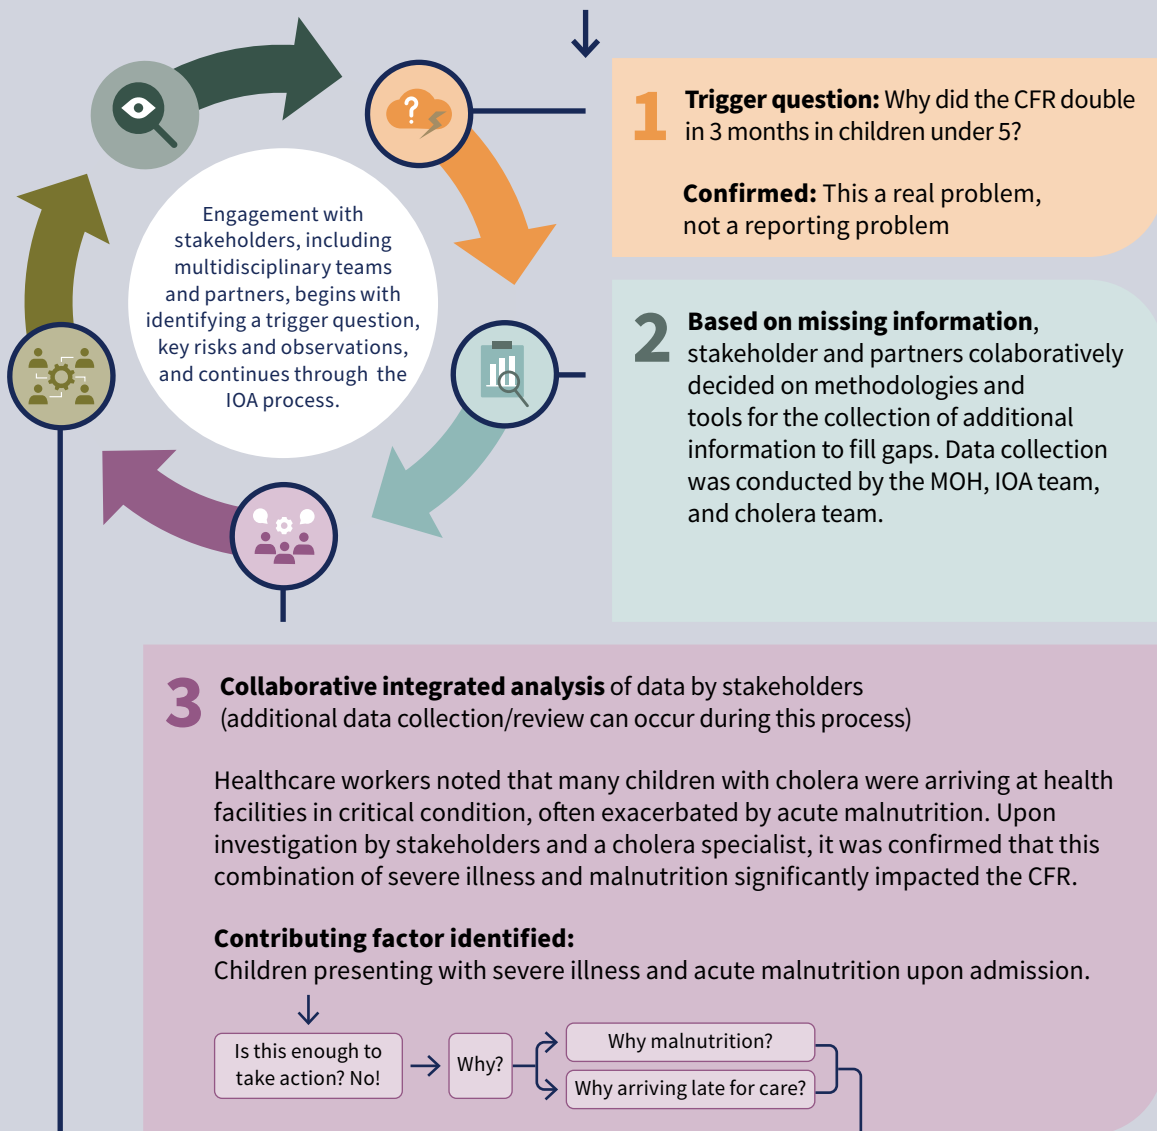 Engagement with
stakeholders, including
multidisciplinary teams
and partners, begins with
identifying a trigger question,
key risks and observations,
and continues through the
IOA process.
?
1
Trigger question: Why did the CFR double
in 3 months in children under 5?
Confirmed: This a real problem,
not a reporting problem
2
Based on missing information,
stakeholder and partners colaboratively
decided on methodologies and
tools for the collection of additional
information to fill gaps. Data collection
was conducted by the MOH, IOA team,
and cholera team.
3
Collaborative integrated analysis of data by stakeholders
(additional data collection/review can occur during this process)
Healthcare workers noted that many children with cholera were arriving at health
facilities in critical condition, often exacerbated by acute malnutrition. Upon
investigation by stakeholders and a cholera specialist, it was confirmed that this
combination of severe illness and malnutrition significantly impacted the CFR.
Contributing factor identified:
Children presenting with severe illness and acute malnutrition upon admission.
Is this enough to
take action? No!
Why?
Why malnutrition?
Why arriving late for care?